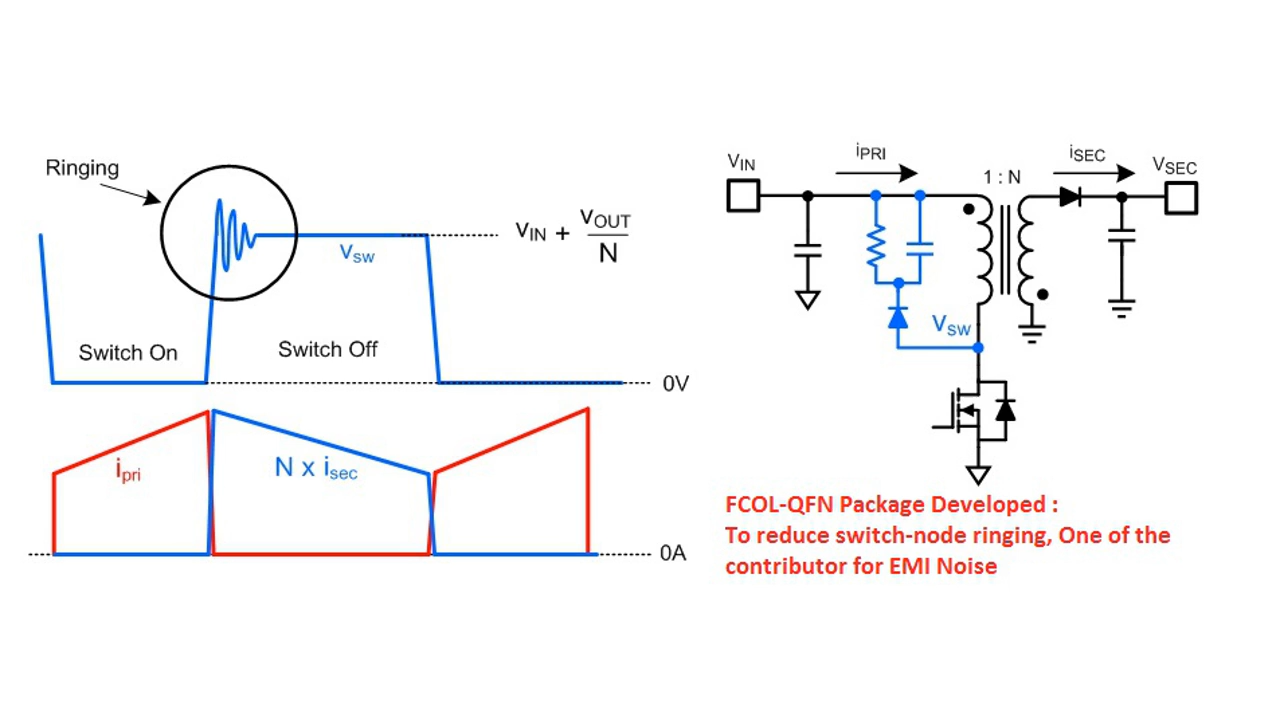 Ringing
Switch On
Switch Off
VSW
VIN + VOUT
N
0V
ipri
N x isec
0A
VIN
iPRI
1 : N
iSEC
VSEC
VSW
FCOL-QFN Package Developed :
To reduce switch-node ringing, One of the
contributor for EMI Noise